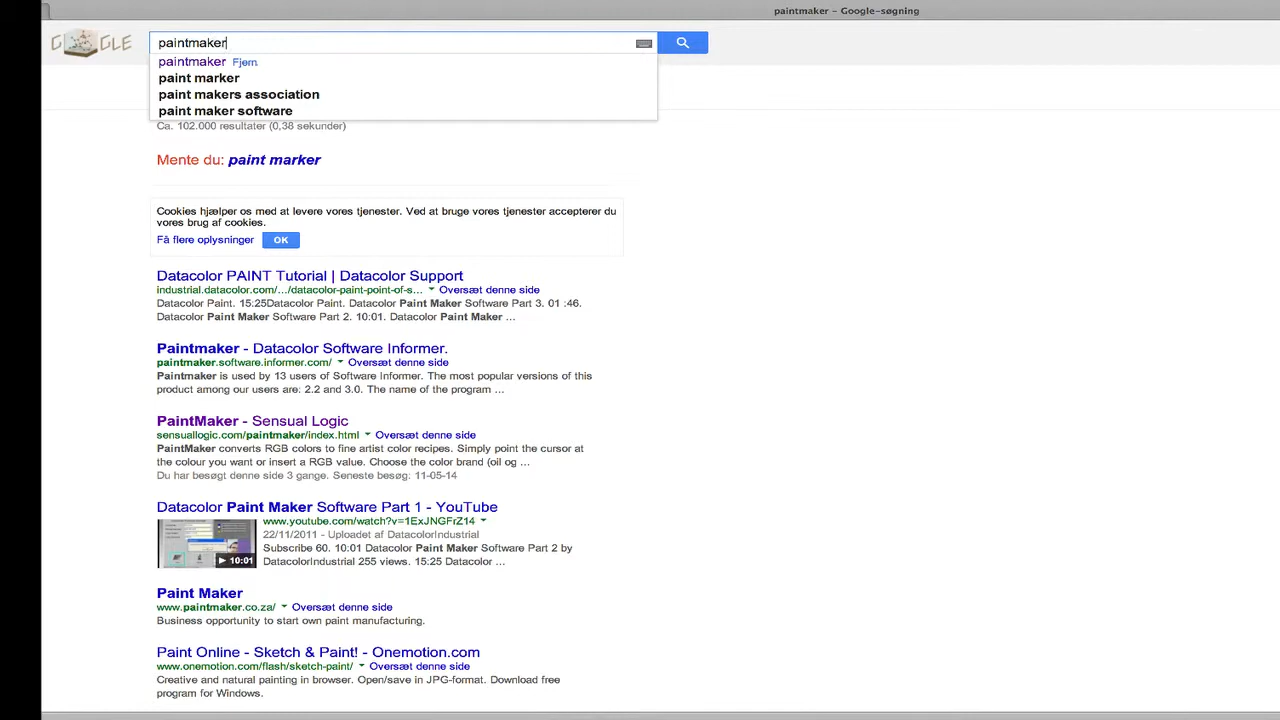 paintmaker - Google-søgning
GOOGLE
paintmaker
paintmaker Fjern
paint marker
paint makers association
paint maker software
Ca. 102.000 resultater (0,38 sekunder)
Mente du: paint marker
Cookies hjælper os med at levere vores tjenester. Ved at bruge vores tjenester accepterer du
vores brug af cookies.
Få flere oplysninger OK
Datacolor PAINT Tutorial | Datacolor Support
industrial.datacolor.com/.../datacolor-paint-point-of-s... Oversæt denne side
Datacolor Paint. 15:25Datacolor Paint. Datacolor Paint Maker Software Part 3. 01 :46.
Datacolor Paint Maker Software Part 2. 10:01. Datacolor Paint Maker ...
Paintmaker - Datacolor Software Informer.
paintmaker.software.informer.com/ Oversæt denne side
Paintmaker is used by 13 users of Software Informer. The most popular versions of this
product among our users are: 2.2 and 3.0. The name of the program ...
PaintMaker - Sensual Logic
sensuallogic.com/paintmaker/index.html Oversæt denne side
PaintMaker converts RGB colors to fine artist color recipes. Simply point the cursor at
the colour you want or insert a RGB value. Choose the color brand (oil og ...
Du har besøgt denne side 3 gange. Seneste besøg: 11-05-14
Datacolor Paint Maker Software Part 1 - YouTube
www.youtube.com/watch?v=1ExJNGFrZ14
22/11/2011 - Uploadet af DatacolorIndustrial
Subscribe 60. 10:01 Datacolor Paint Maker Software Part 2 by
DatacolorIndustrial 255 views. 15:25 Datacolor ...
10:01
Paint Maker
www.paintmaker.co.za/ Oversæt denne side
Business opportunity to start own paint manufacturing.
Paint Online - Sketch & Paint! - Onemotion.com
www.onemotion.com/flash/sketch-paint/ Oversæt denne side
Creative and natural painting in browser. Open/save in JPG-format. Download free
program for Windows.